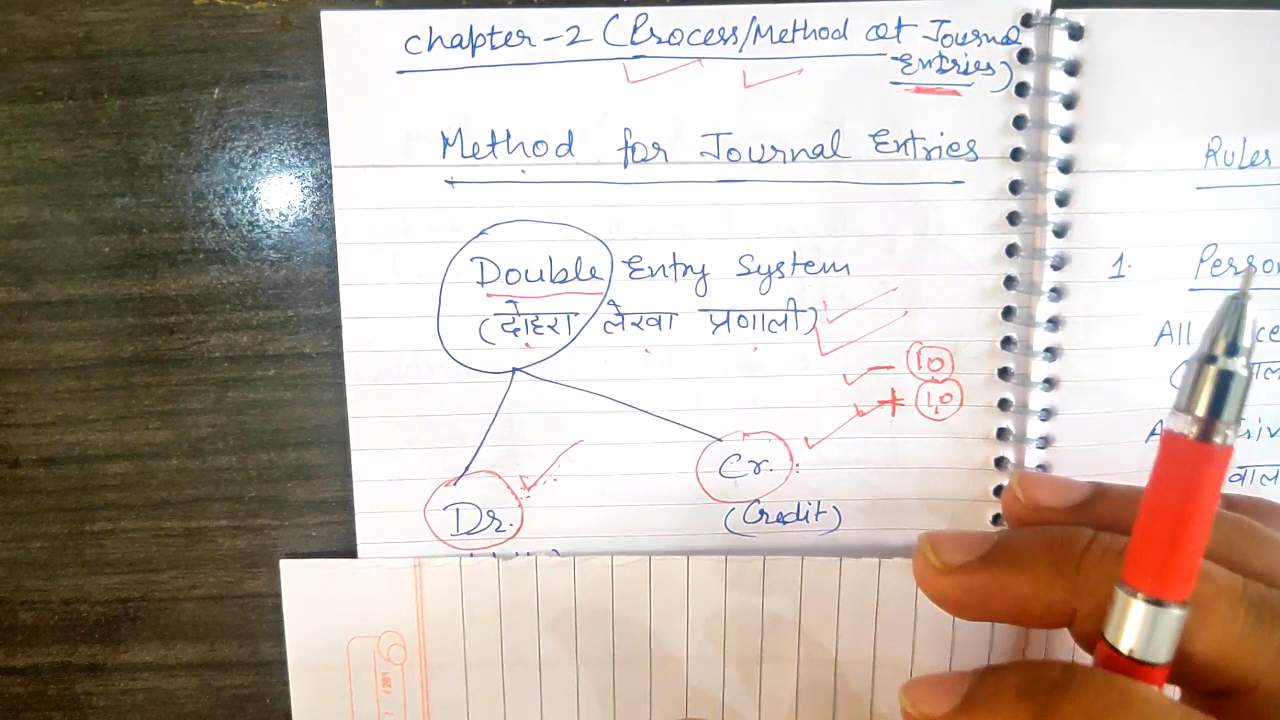 Chapter-2 (Process/Method of Journal
Entries)
Method for Journal Entries
Double Entry System
(दोहरा लेखा प्रणाली)
- 10
+ 10
Cr.
(Credit)
Dr.
Rules
1.
All